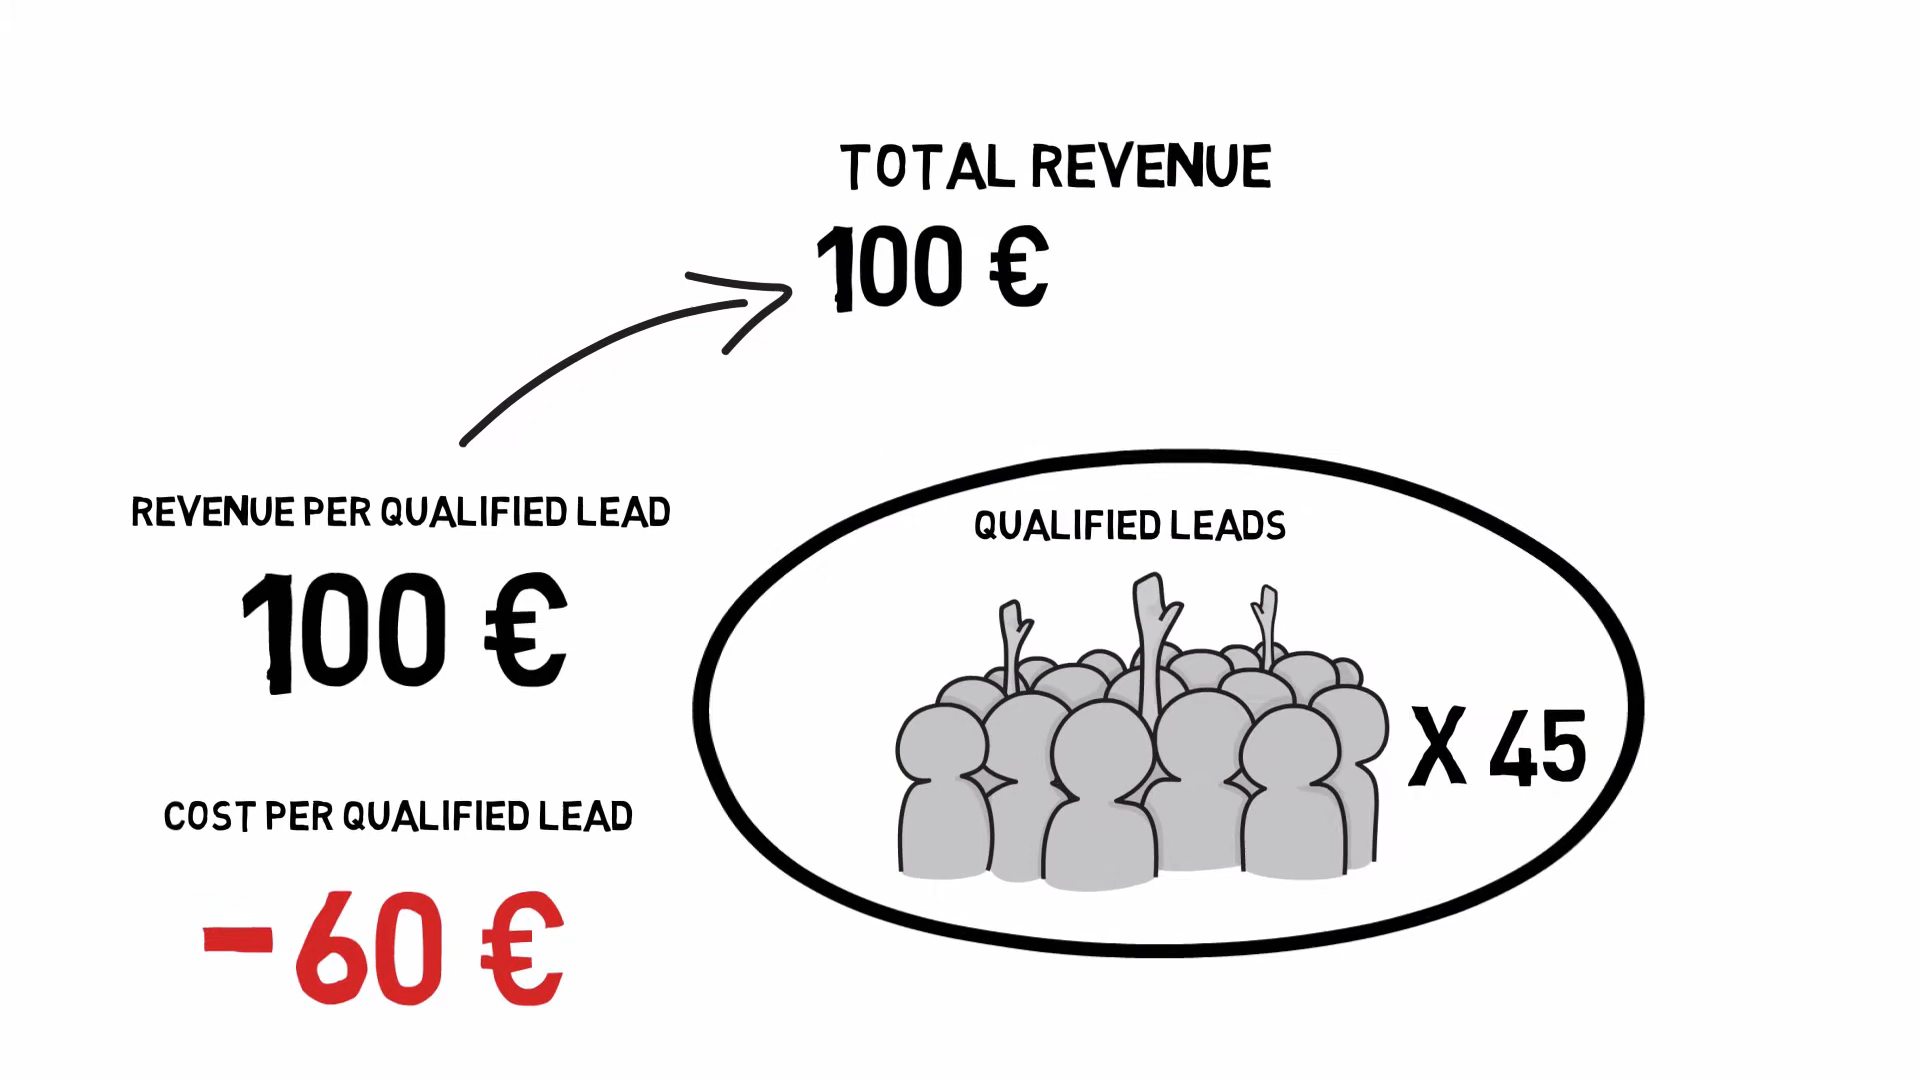 TOTAL REVENUE
100 €
REVENUE PER QUALIFIED LEAD
100 €
QUALIFIED LEADS
X 45
COST PER QUALIFIED LEAD
-60 €